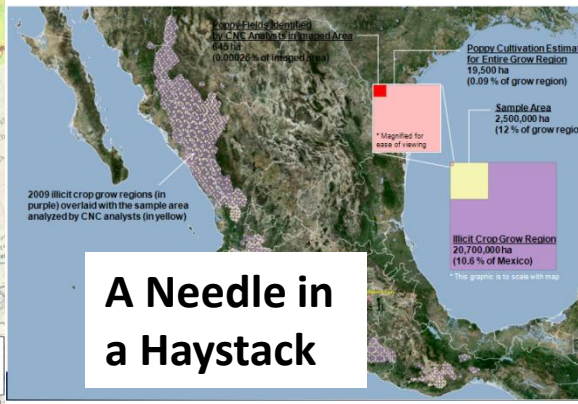 Poppy Fields Identified
by CNC Analysts in Imaged Area
645 ha
(0.00026 % of imaged area)
Poppy Cultivation Estimat
for Entire Grow Region
19,500 ha
(0.09 % of grow region)
Sample Area
2,500,000 ha
(12 % of grow regio
* Magnified for
ease of viewing
2009 illicit crop grow regions (in
purple) overlaid with the sample area
analyzed by CNC analysts (in yellow)
Illicit Crop Grow Region
20,700,000 ha
(10.6 % of Mexico)
* This graphic is to scale with map
A Needle in
a Haystack